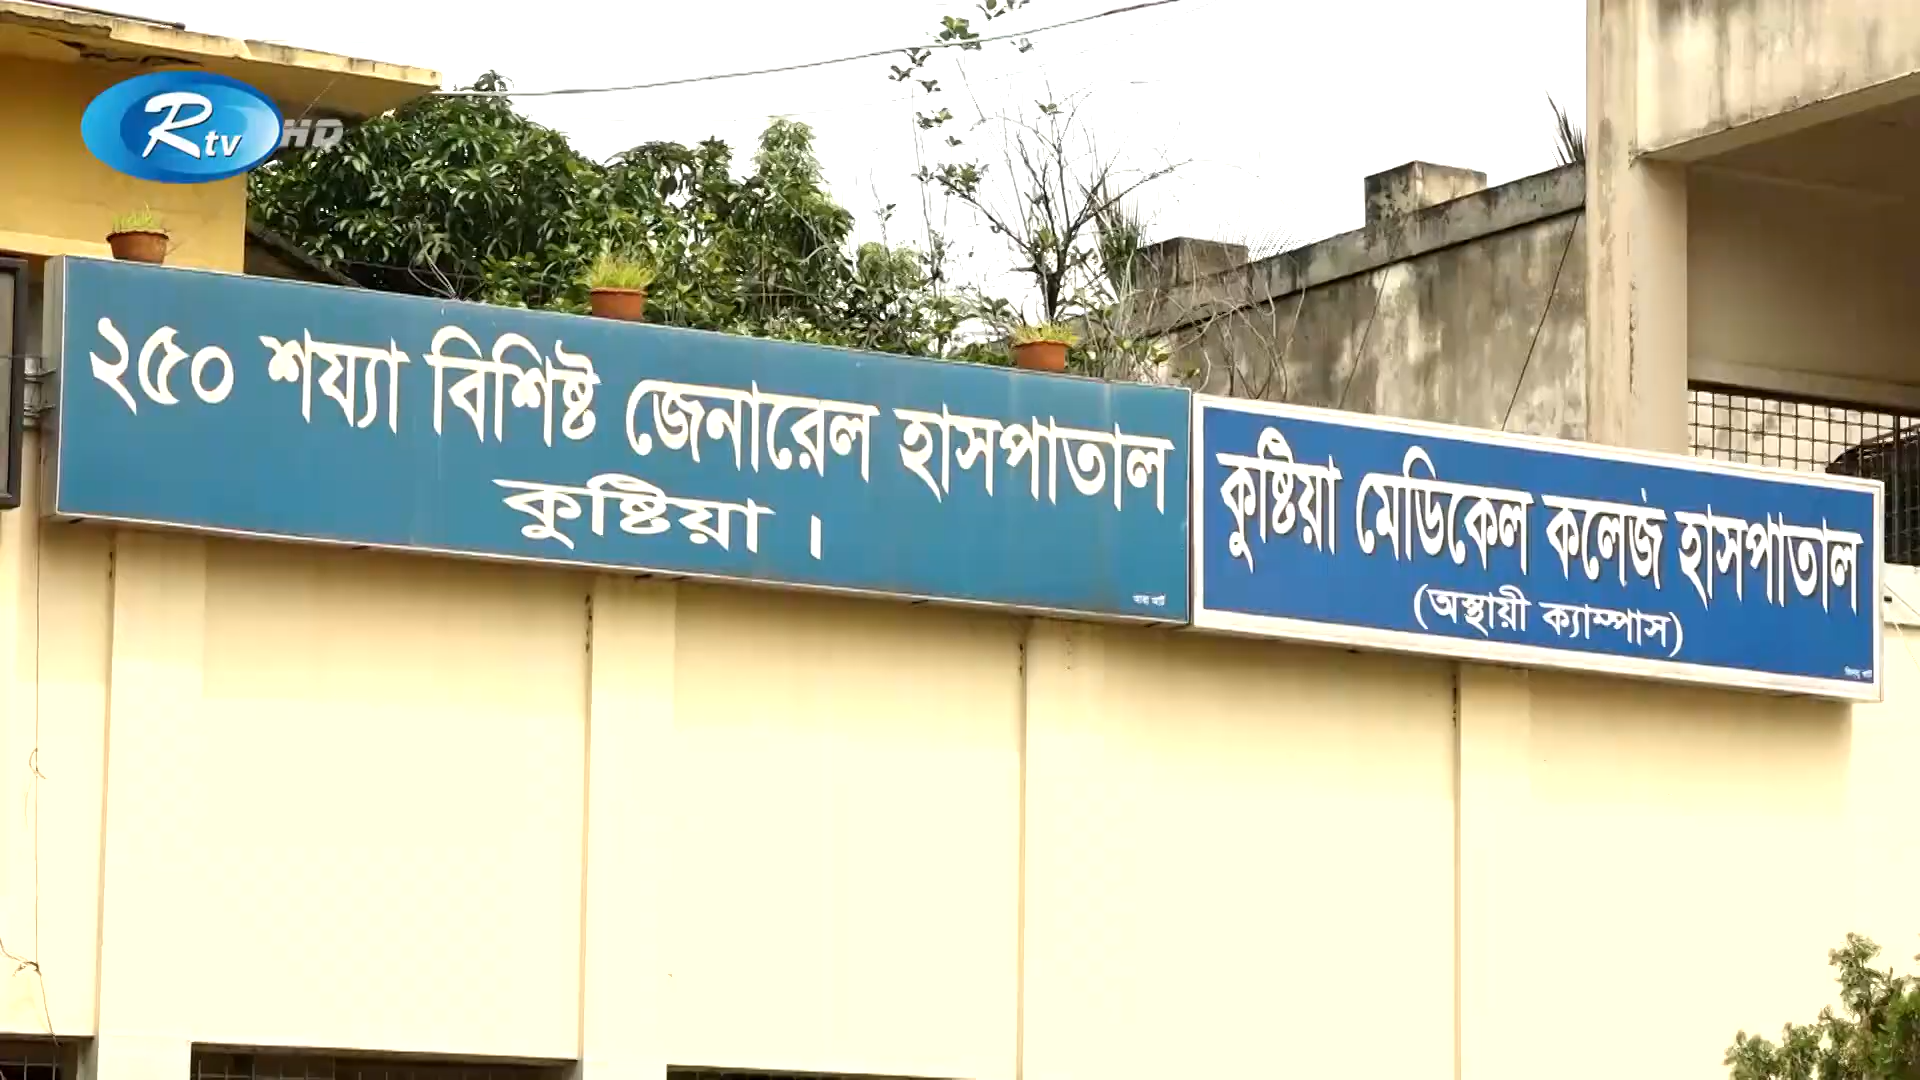 Rtv HD
২৫০ শয্যা বিশিষ্ট জেনারেল হাসপাতাল
কুষ্টিয়া ।
কুষ্টিয়া মেডিকেল কলেজ হাসপাতাল
(অস্থায়ী ক্যাম্পাস)